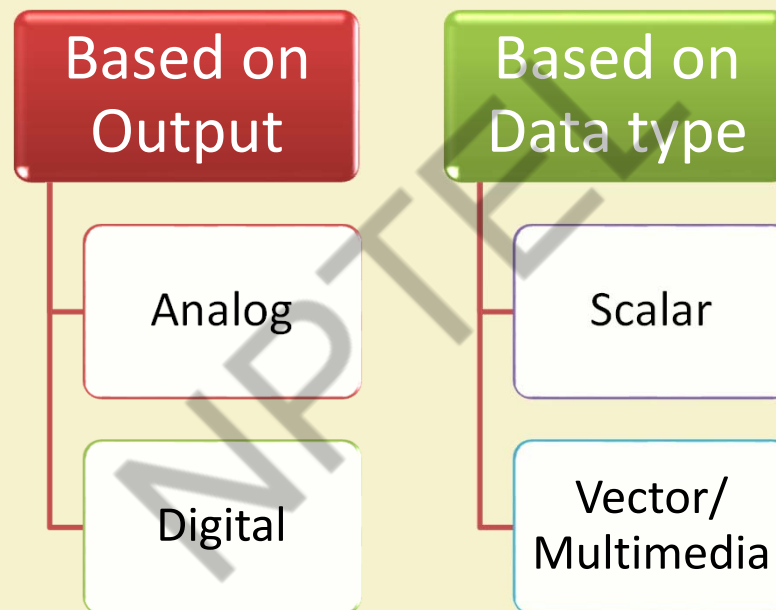 Based on
Output
Analog
Digital
Based on
Data type
Scalar
Vector/
Multimedia
NPTEL